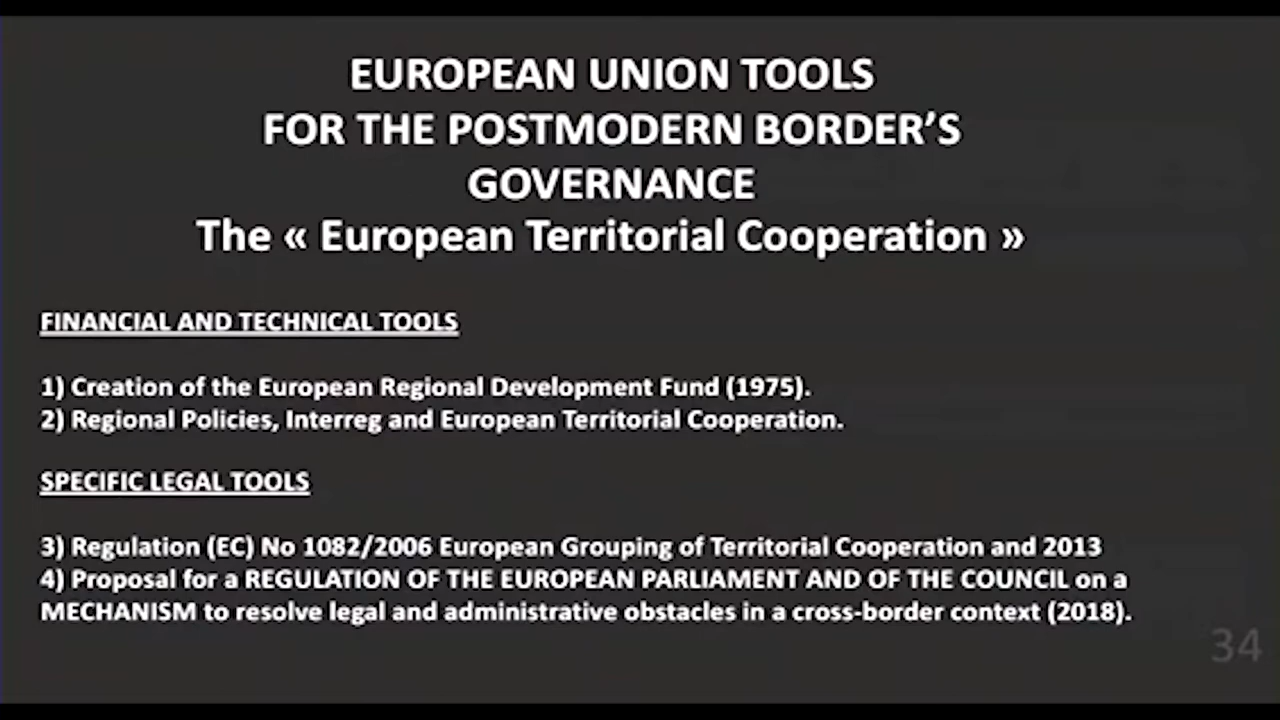 EUROPEAN UNION TOOLS
FOR THE POSTMODERN BORDER’S
GOVERNANCE
The « European Territorial Cooperation »
FINANCIAL AND TECHNICAL TOOLS
1) Creation of the European Regional Development Fund (1975).
2) Regional Policies, Interreg and European Territorial Cooperation.
SPECIFIC LEGAL TOOLS
3) Regulation (EC) No 1082/2006 European Grouping of Territorial Cooperation and 2013
4) Proposal for a REGULATION OF THE EUROPEAN PARLIAMENT AND OF THE COUNCIL on a
MECHANISM to resolve legal and administrative obstacles in a cross-border context (2018).
34